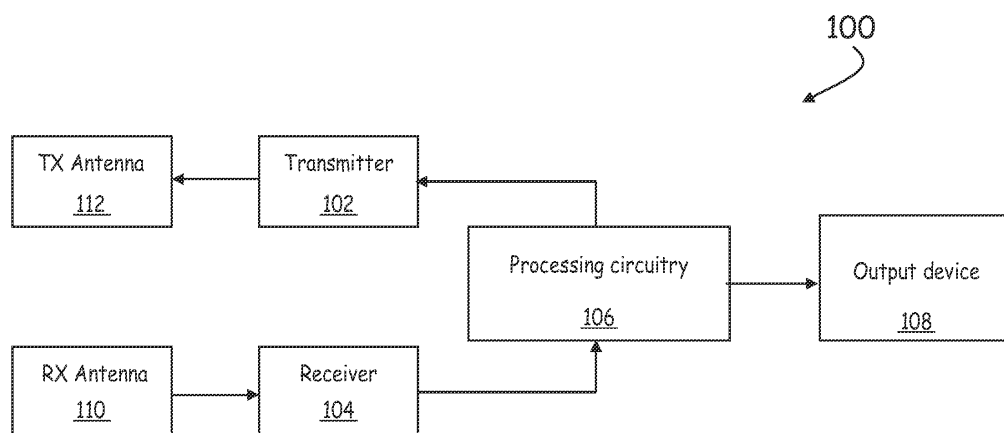 100
TX Antenna
112
Transmitter
102
Processing circuitry
106
Output device
108
RX Antenna
110
Receiver
104